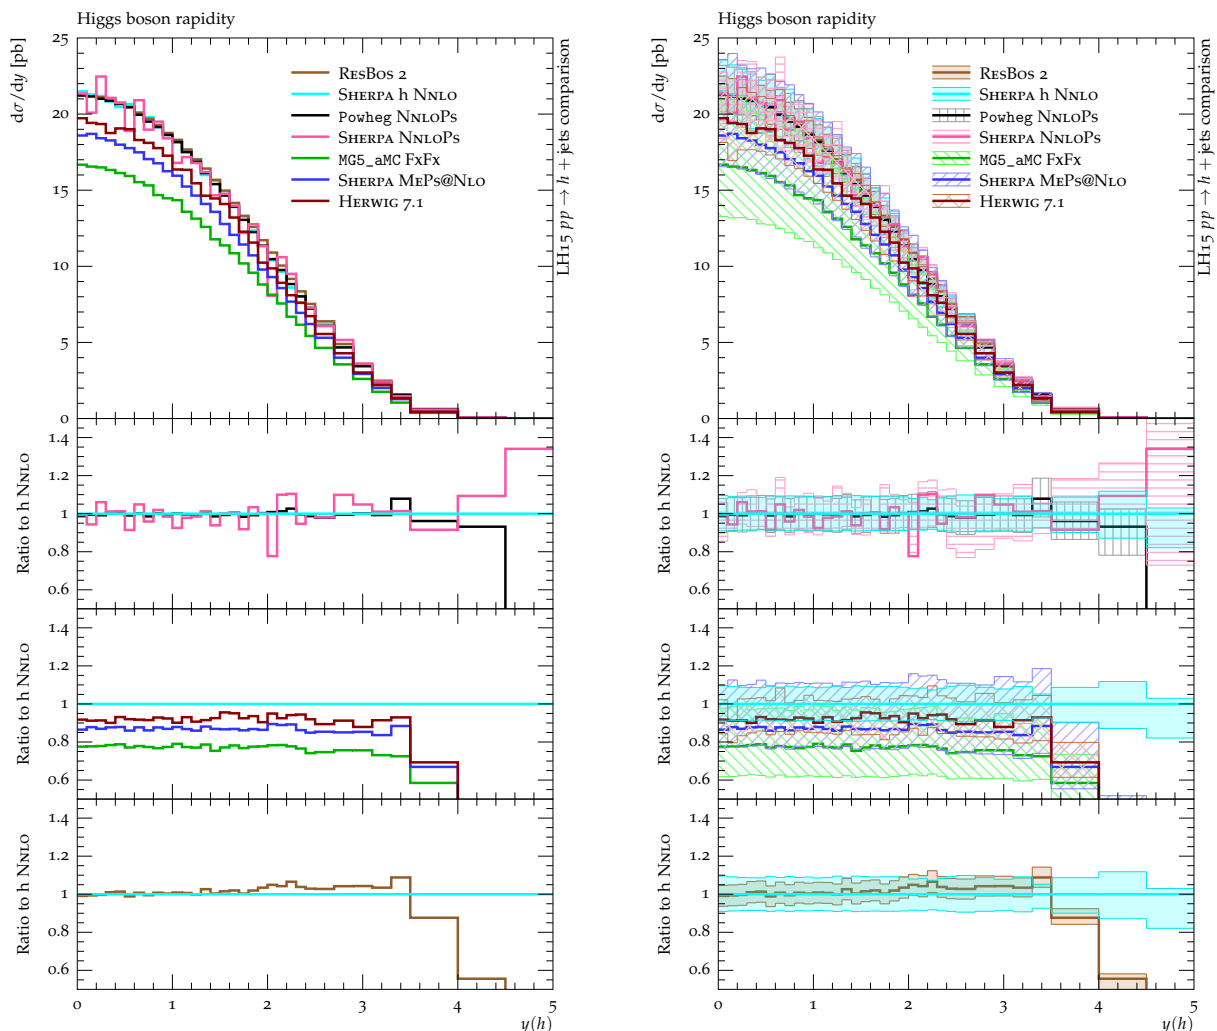 Higgs boson rapidity
dσ/dy [pb]
25
20
15
10
5
0
RESBOS 2
SHERPA h NNLO
Powheg NNLOPS
SHERPA NNLOPS
MG5_aMC FxFx
SHERPA MEPS@NLO
HERWIG 7.1
LH15 pp → h + jets comparison
Ratio to h NNLO
1.4
1.2
1
0.8
0.6
Ratio to h NNLO
1.4
1.2
1
0.8
0.6
Ratio to h NNLO
1.4
1.2
1
0.8
0.6
0 1 2 3 4 5
y(h)
Higgs boson rapidity
dσ/dy [pb]
25
20
15
10
5
0
RESBOS 2
SHERPA h NNLO
Powheg NNLOPS
SHERPA NNLOPS
MG5_aMC FxFx
SHERPA MEPS@NLO
HERWIG 7.1
LH15 pp → h + jets comparison
Ratio to h NNLO
1.4
1.2
1
0.8
0.6
Ratio to h NNLO
1.4
1.2
1
0.8
0.6
Ratio to h NNLO
1.4
1.2
1
0.8
0.6
0 1 2 3 4 5
y(h)